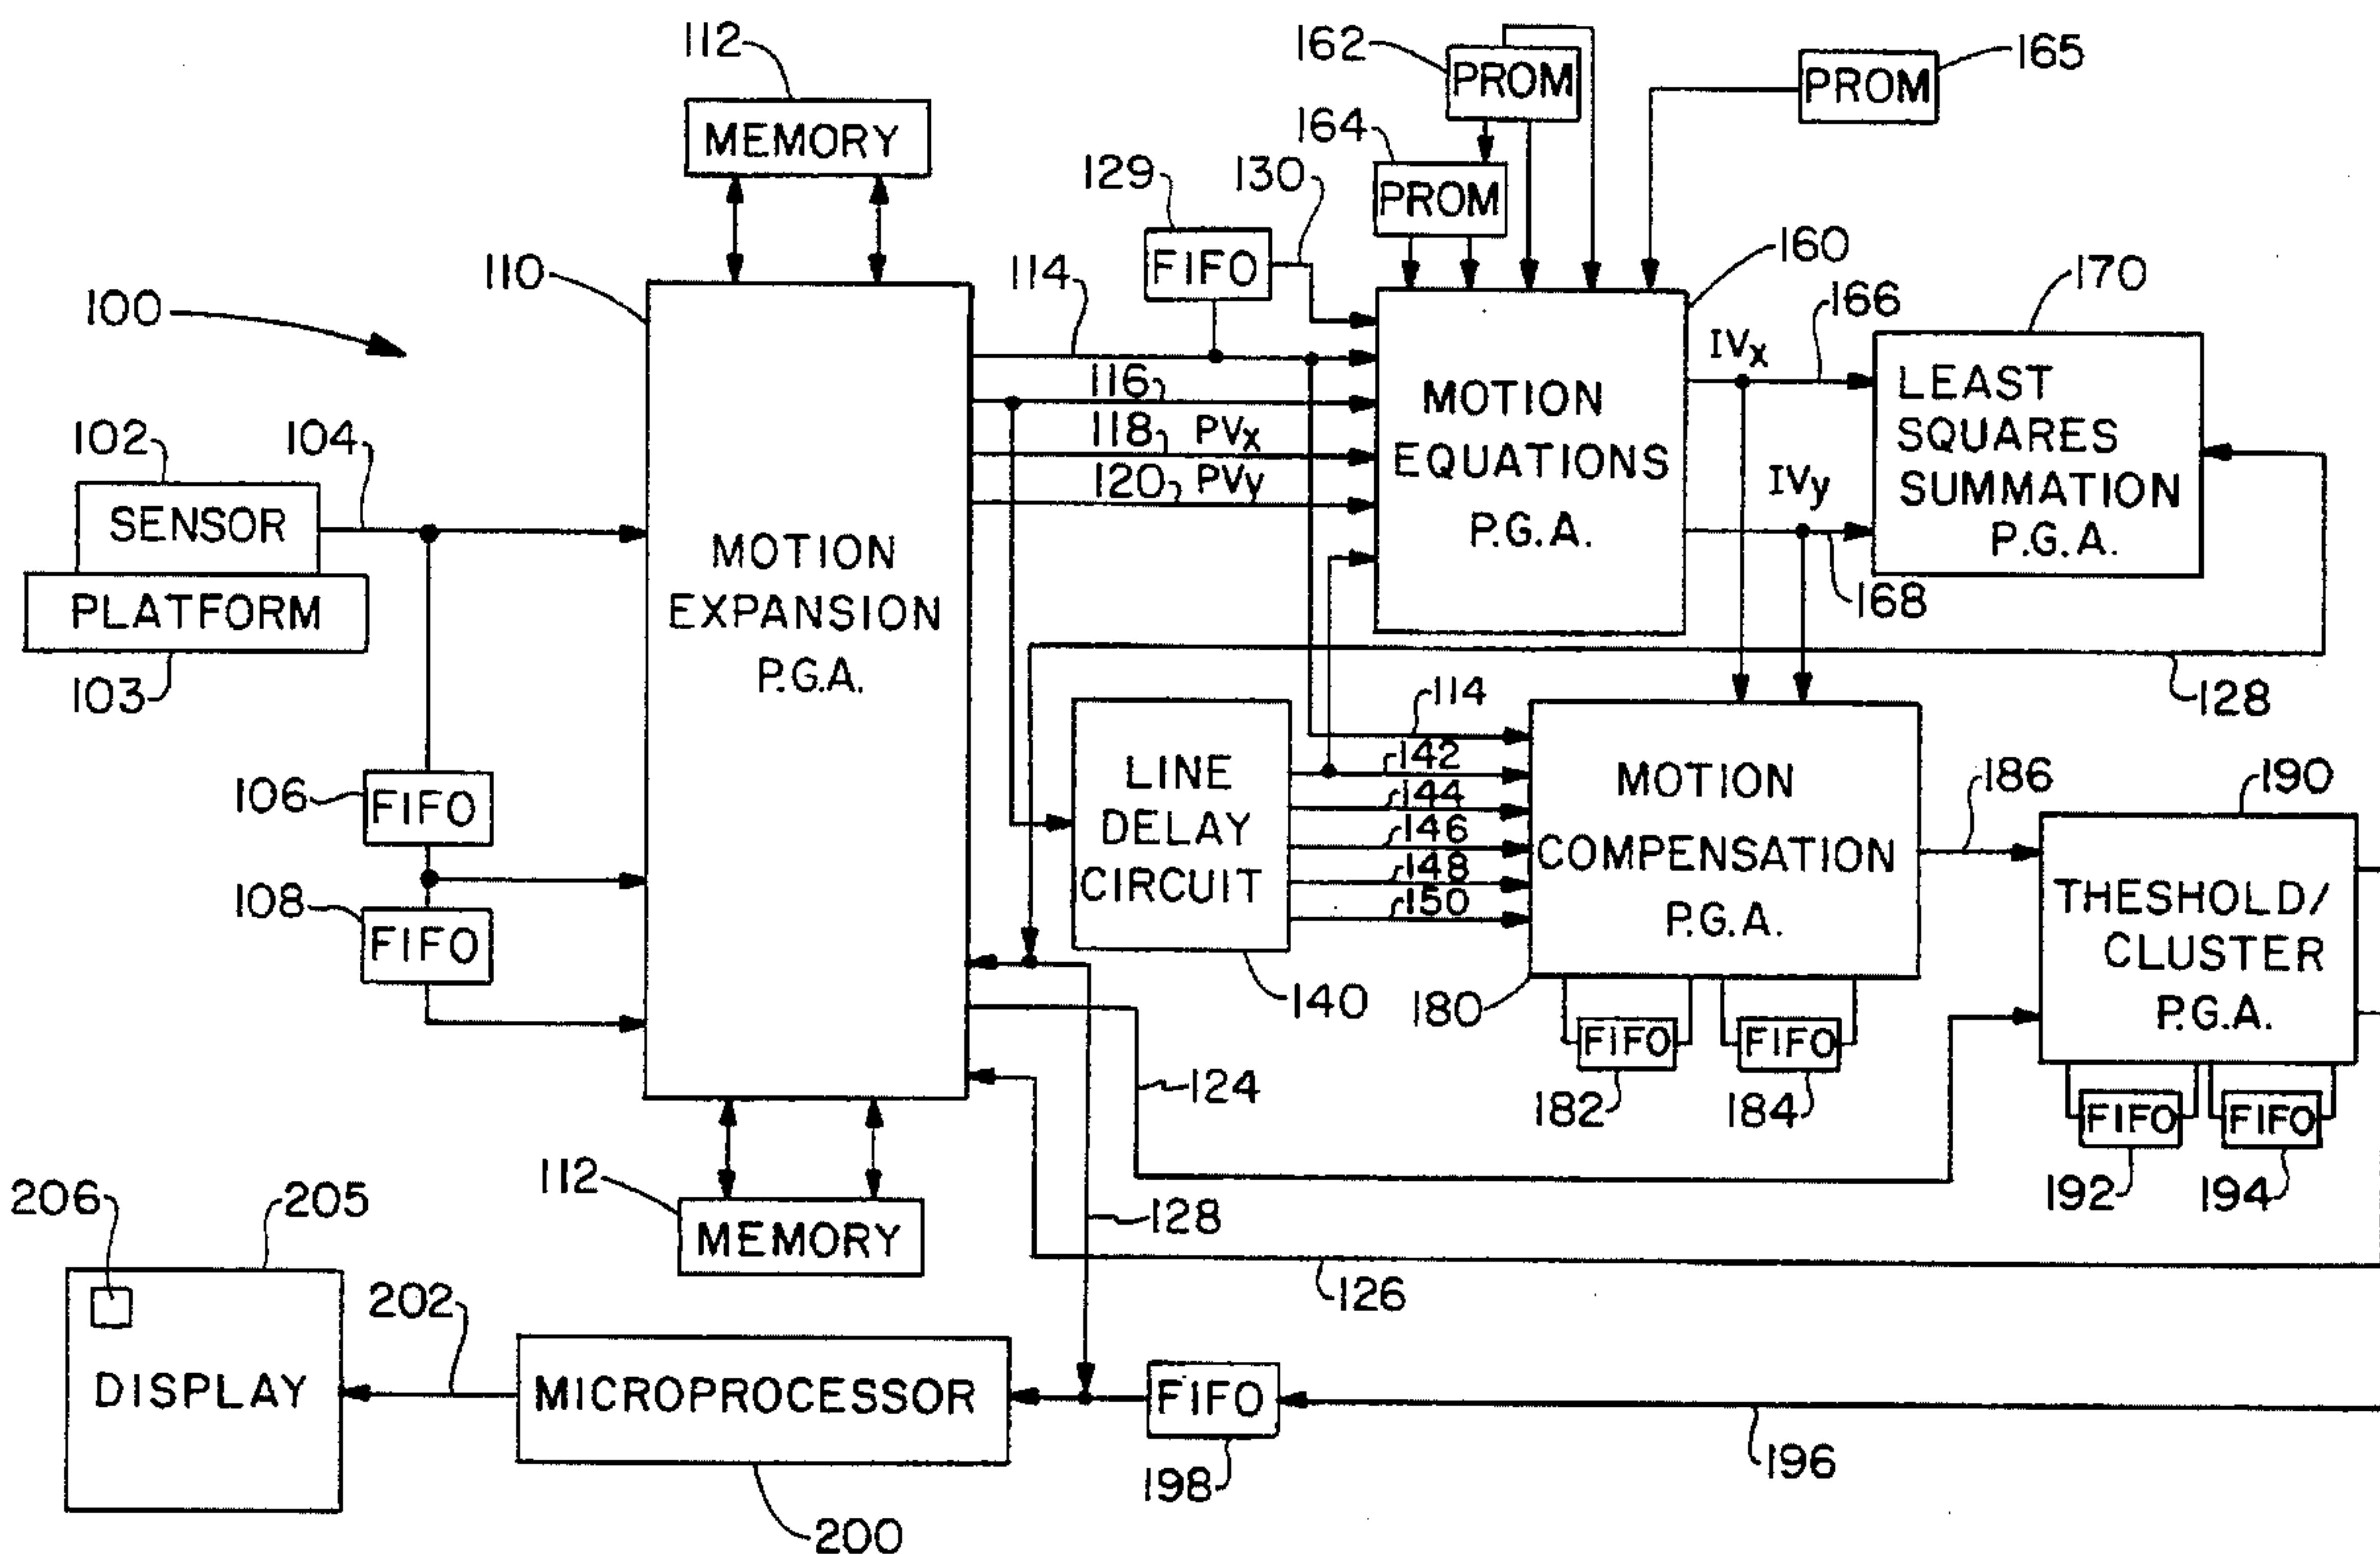 112
MEMORY
162
PROM
165
PROM
164
PROM
129
FIFO
130
110
114
160
170
100
116
118 PVx
120 PVy
MOTION
EQUATIONS
P.G.A.
IVx
166
IVy
168
LEAST
SQUARES
SUMMATION
P.G.A.
102
104
SENSOR
PLATFORM
103
MOTION
EXPANSION
P.G.A.
128
114
142
144
146
148
150
LINE
DELAY
CIRCUIT
140
MOTION
COMPENSATION
P.G.A.
180
186
190
THESHOLD/
CLUSTER
P.G.A.
106
FIFO
108
FIFO
FIFO
182
FIFO
184
FIFO
192
FIFO
194
124
112
MEMORY
128
126
206
205
DISPLAY
202
MICROPROCESSOR
200
FIFO
198
196